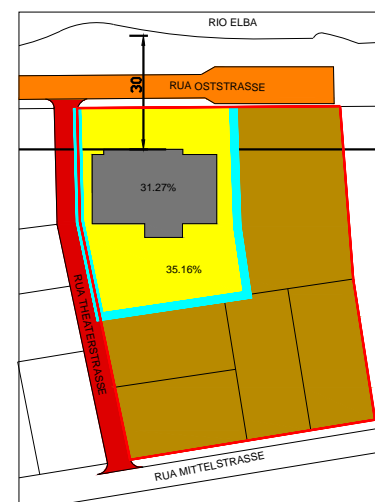 RIO ELBA
30
RUA OSTSTRASSE
31.27%
35.16%
RUA THEATERSTRASSE
RUA MITTELSTRASSE